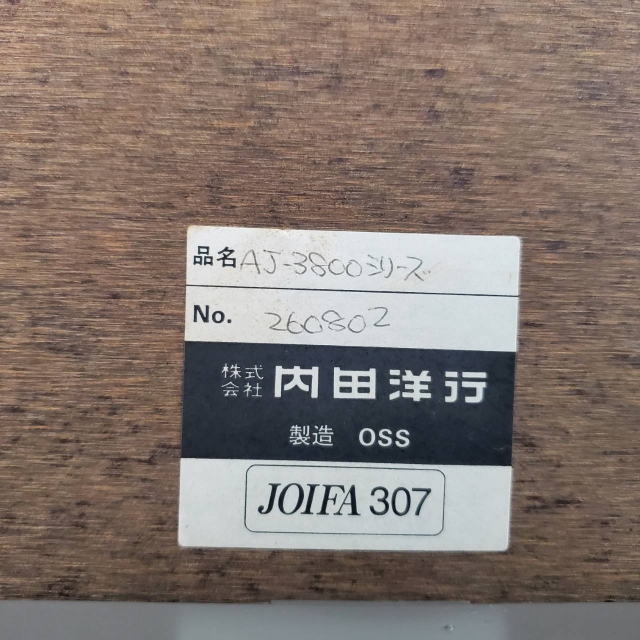 品名 AJ-3800シリーズ
No. 260802
株式会社 内田洋行
製造 OSS
JOIFA 307